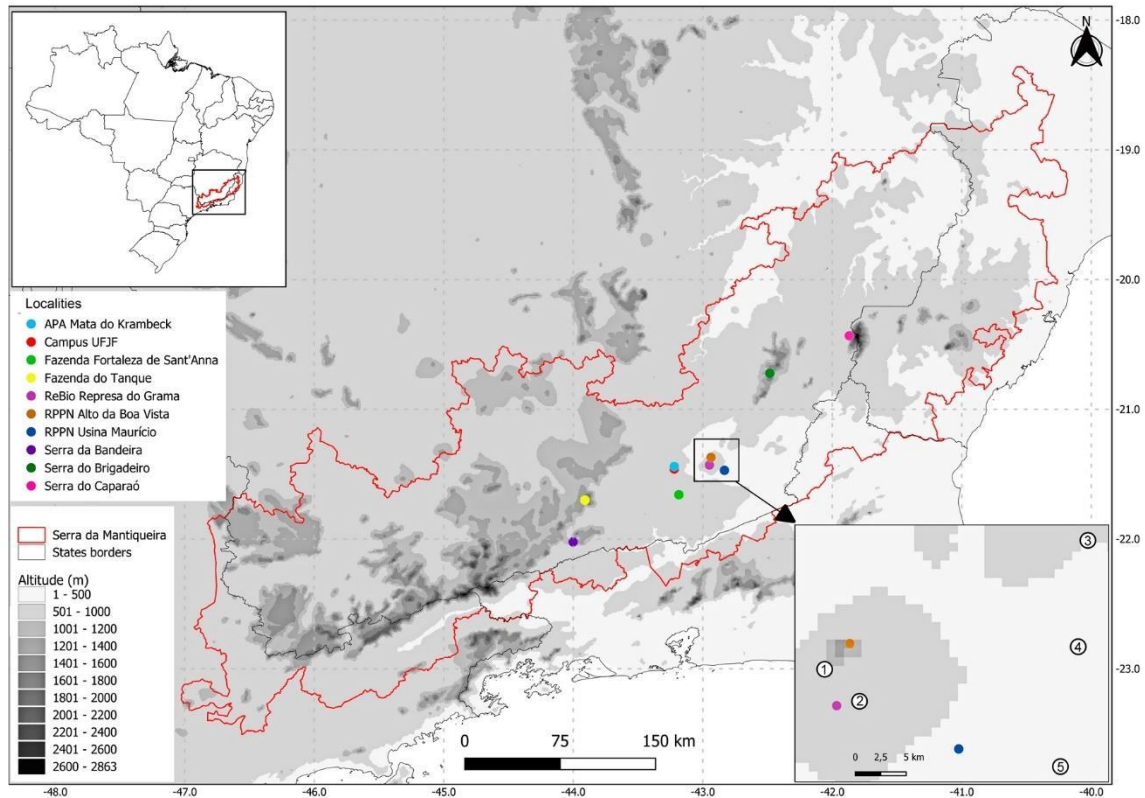 N
-18.0
-19.0
-20.0
-21.0
-22.0
-23.0
Localities
APA Mata do Krambeck
Campus UFJF
Fazenda Fortaleza de Sant'Anna
Fazenda do Tanque
ReBio Represa do Grama
RPPN Alto da Boa Vista
RPPN Usina Maurício
Serra da Bandeira
Serra do Brigadeiro
Serra do Caparaó
Serra da Mantiqueira
States borders
Altitude (m)
1 - 500
501 - 1000
1001 - 1200
1201 - 1400
1401 - 1600
1601 - 1800
1801 - 2000
2001 - 2200
2201 - 2400
2401 - 2600
2600 - 2863
0 75 150 km
3
4
1
2
5
0 2,5 5 km
-48.0 -47.0 -46.0 -45.0 -44.0 -43.0 -42.0 -41.0 -40.0